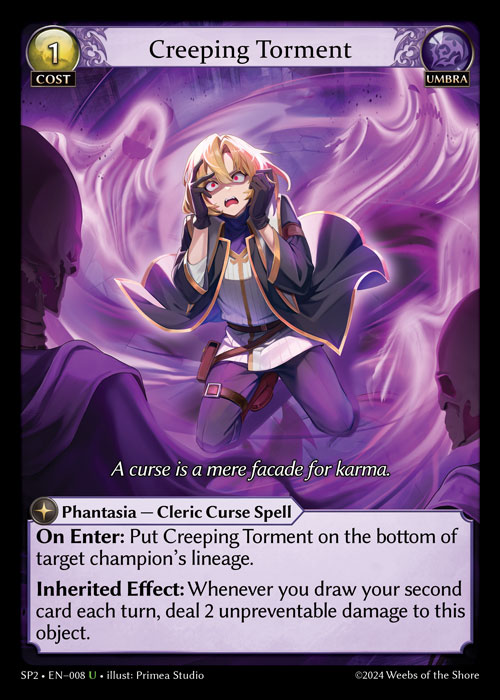 1
COST
Creeping Torment
UMBRA
A curse is a mere facade for karma.
Phantasia — Cleric Curse Spell
On Enter: Put Creeping Torment on the bottom of
target champion's lineage.
Inherited Effect: Whenever you draw your second
card each turn, deal 2 unpreventable damage to this
object.
SP2 • EN–008 U • illust: Primea Studio
©2024 Weebs of the Shore